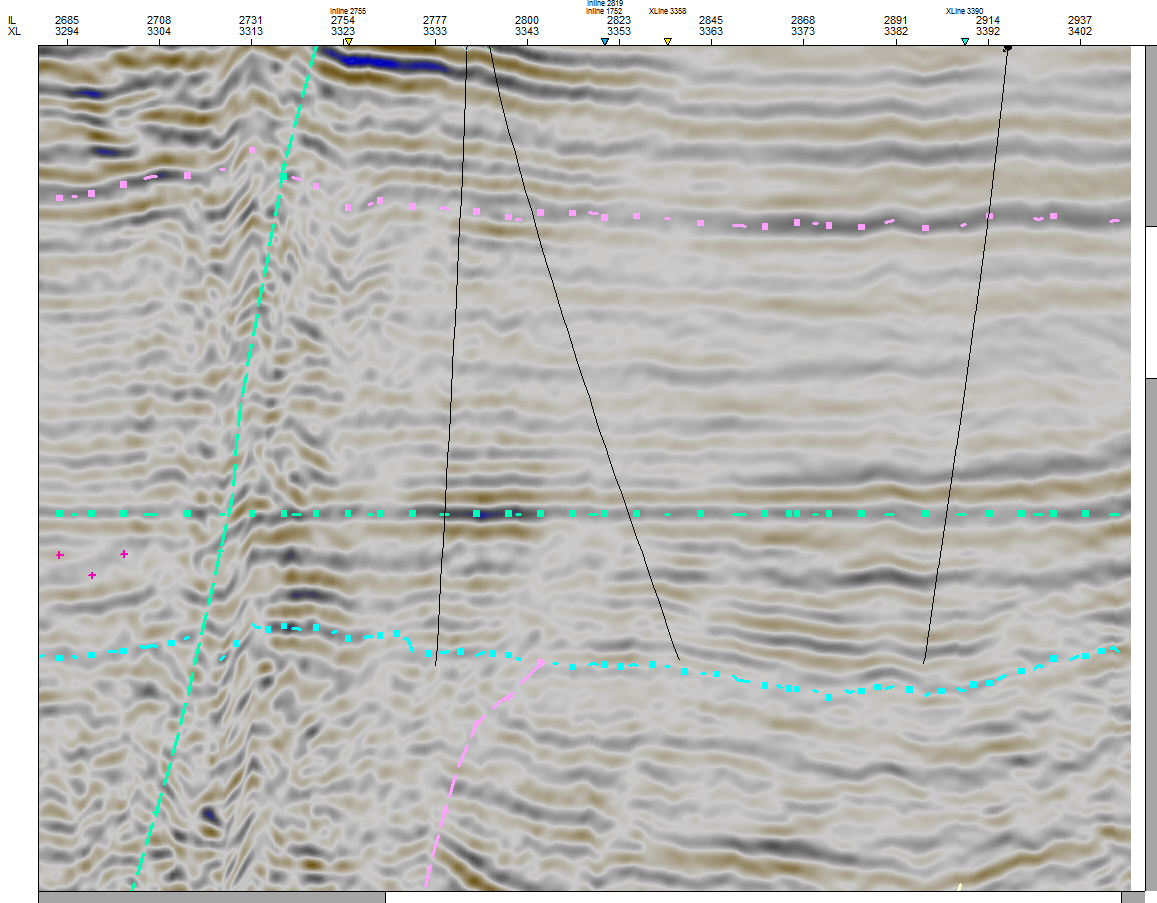 Inline 2819
Inline 2755 Inline 1752 XLine 3358 XLine 3390
IL 2685 2708 2731 2754 2777 2800 2823 2845 2868 2891 2914 2937
XL 3294 3304 3313 3323 3333 3343 3353 3363 3373 3382 3392 3402